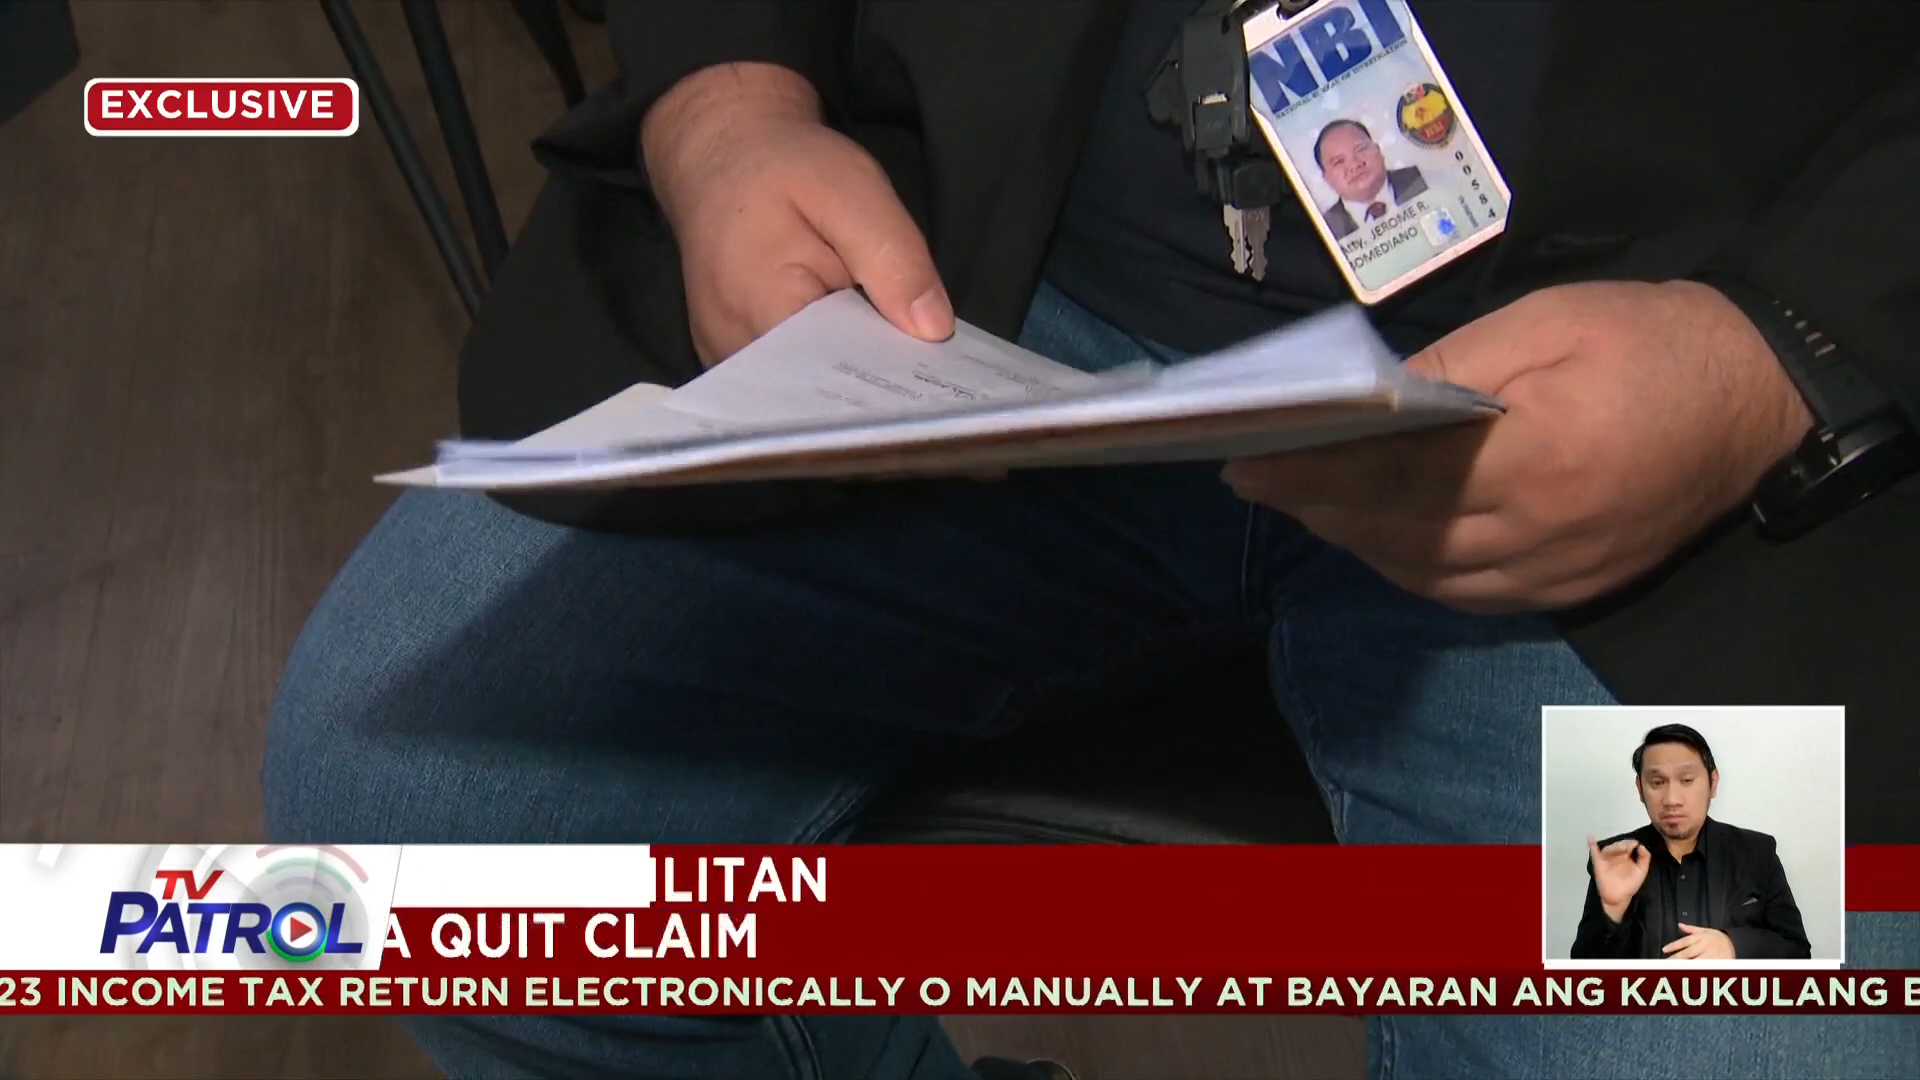 EXCLUSIVE
NBI
NATIONAL BUREAU OF INVESTIGATION
00584
Atty. JEROME R.
BOMEDIANO
TV
PATROL
ILITAN
A QUIT CLAIM
23 INCOME TAX RETURN ELECTRONICALLY O MANUALLY AT BAYARAN ANG KAUKULANG